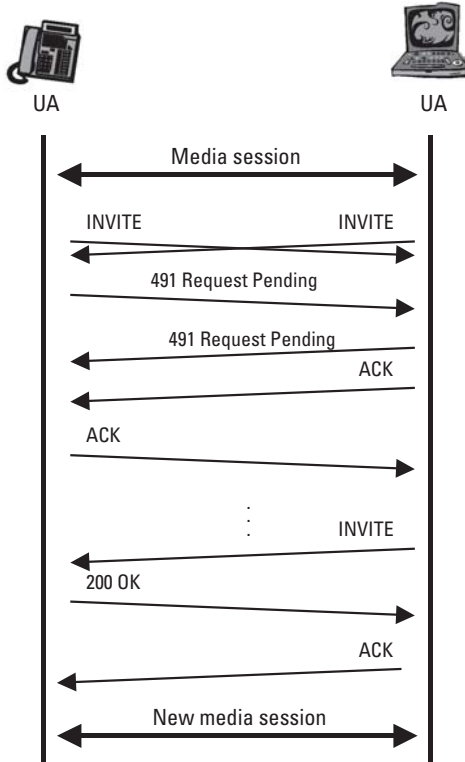 UA UA
Media session
INVITE INVITE
491 Request Pending
491 Request Pending
ACK
ACK
INVITE
200 OK
ACK
New media session